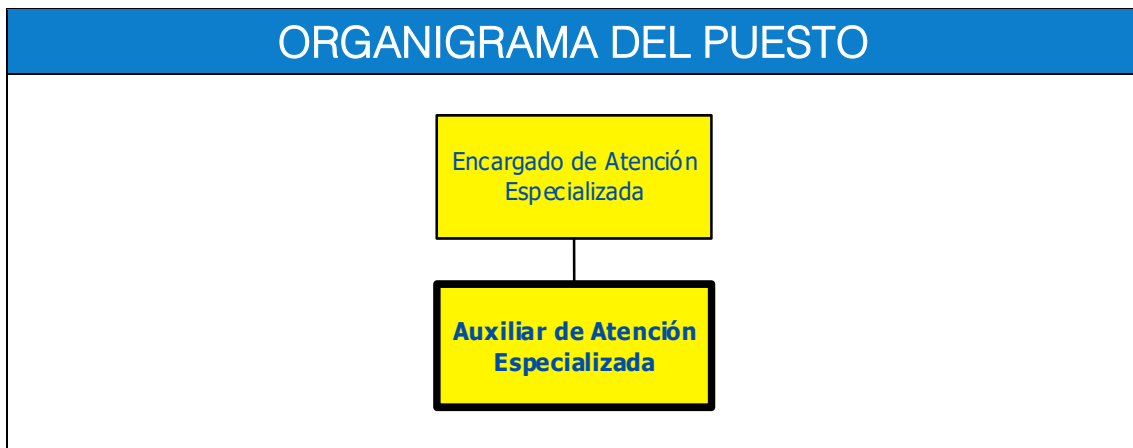 ORGANIGRAMA DEL PUESTO
Encargado de Atención
Especializada
Auxiliar de Atención
Especializada